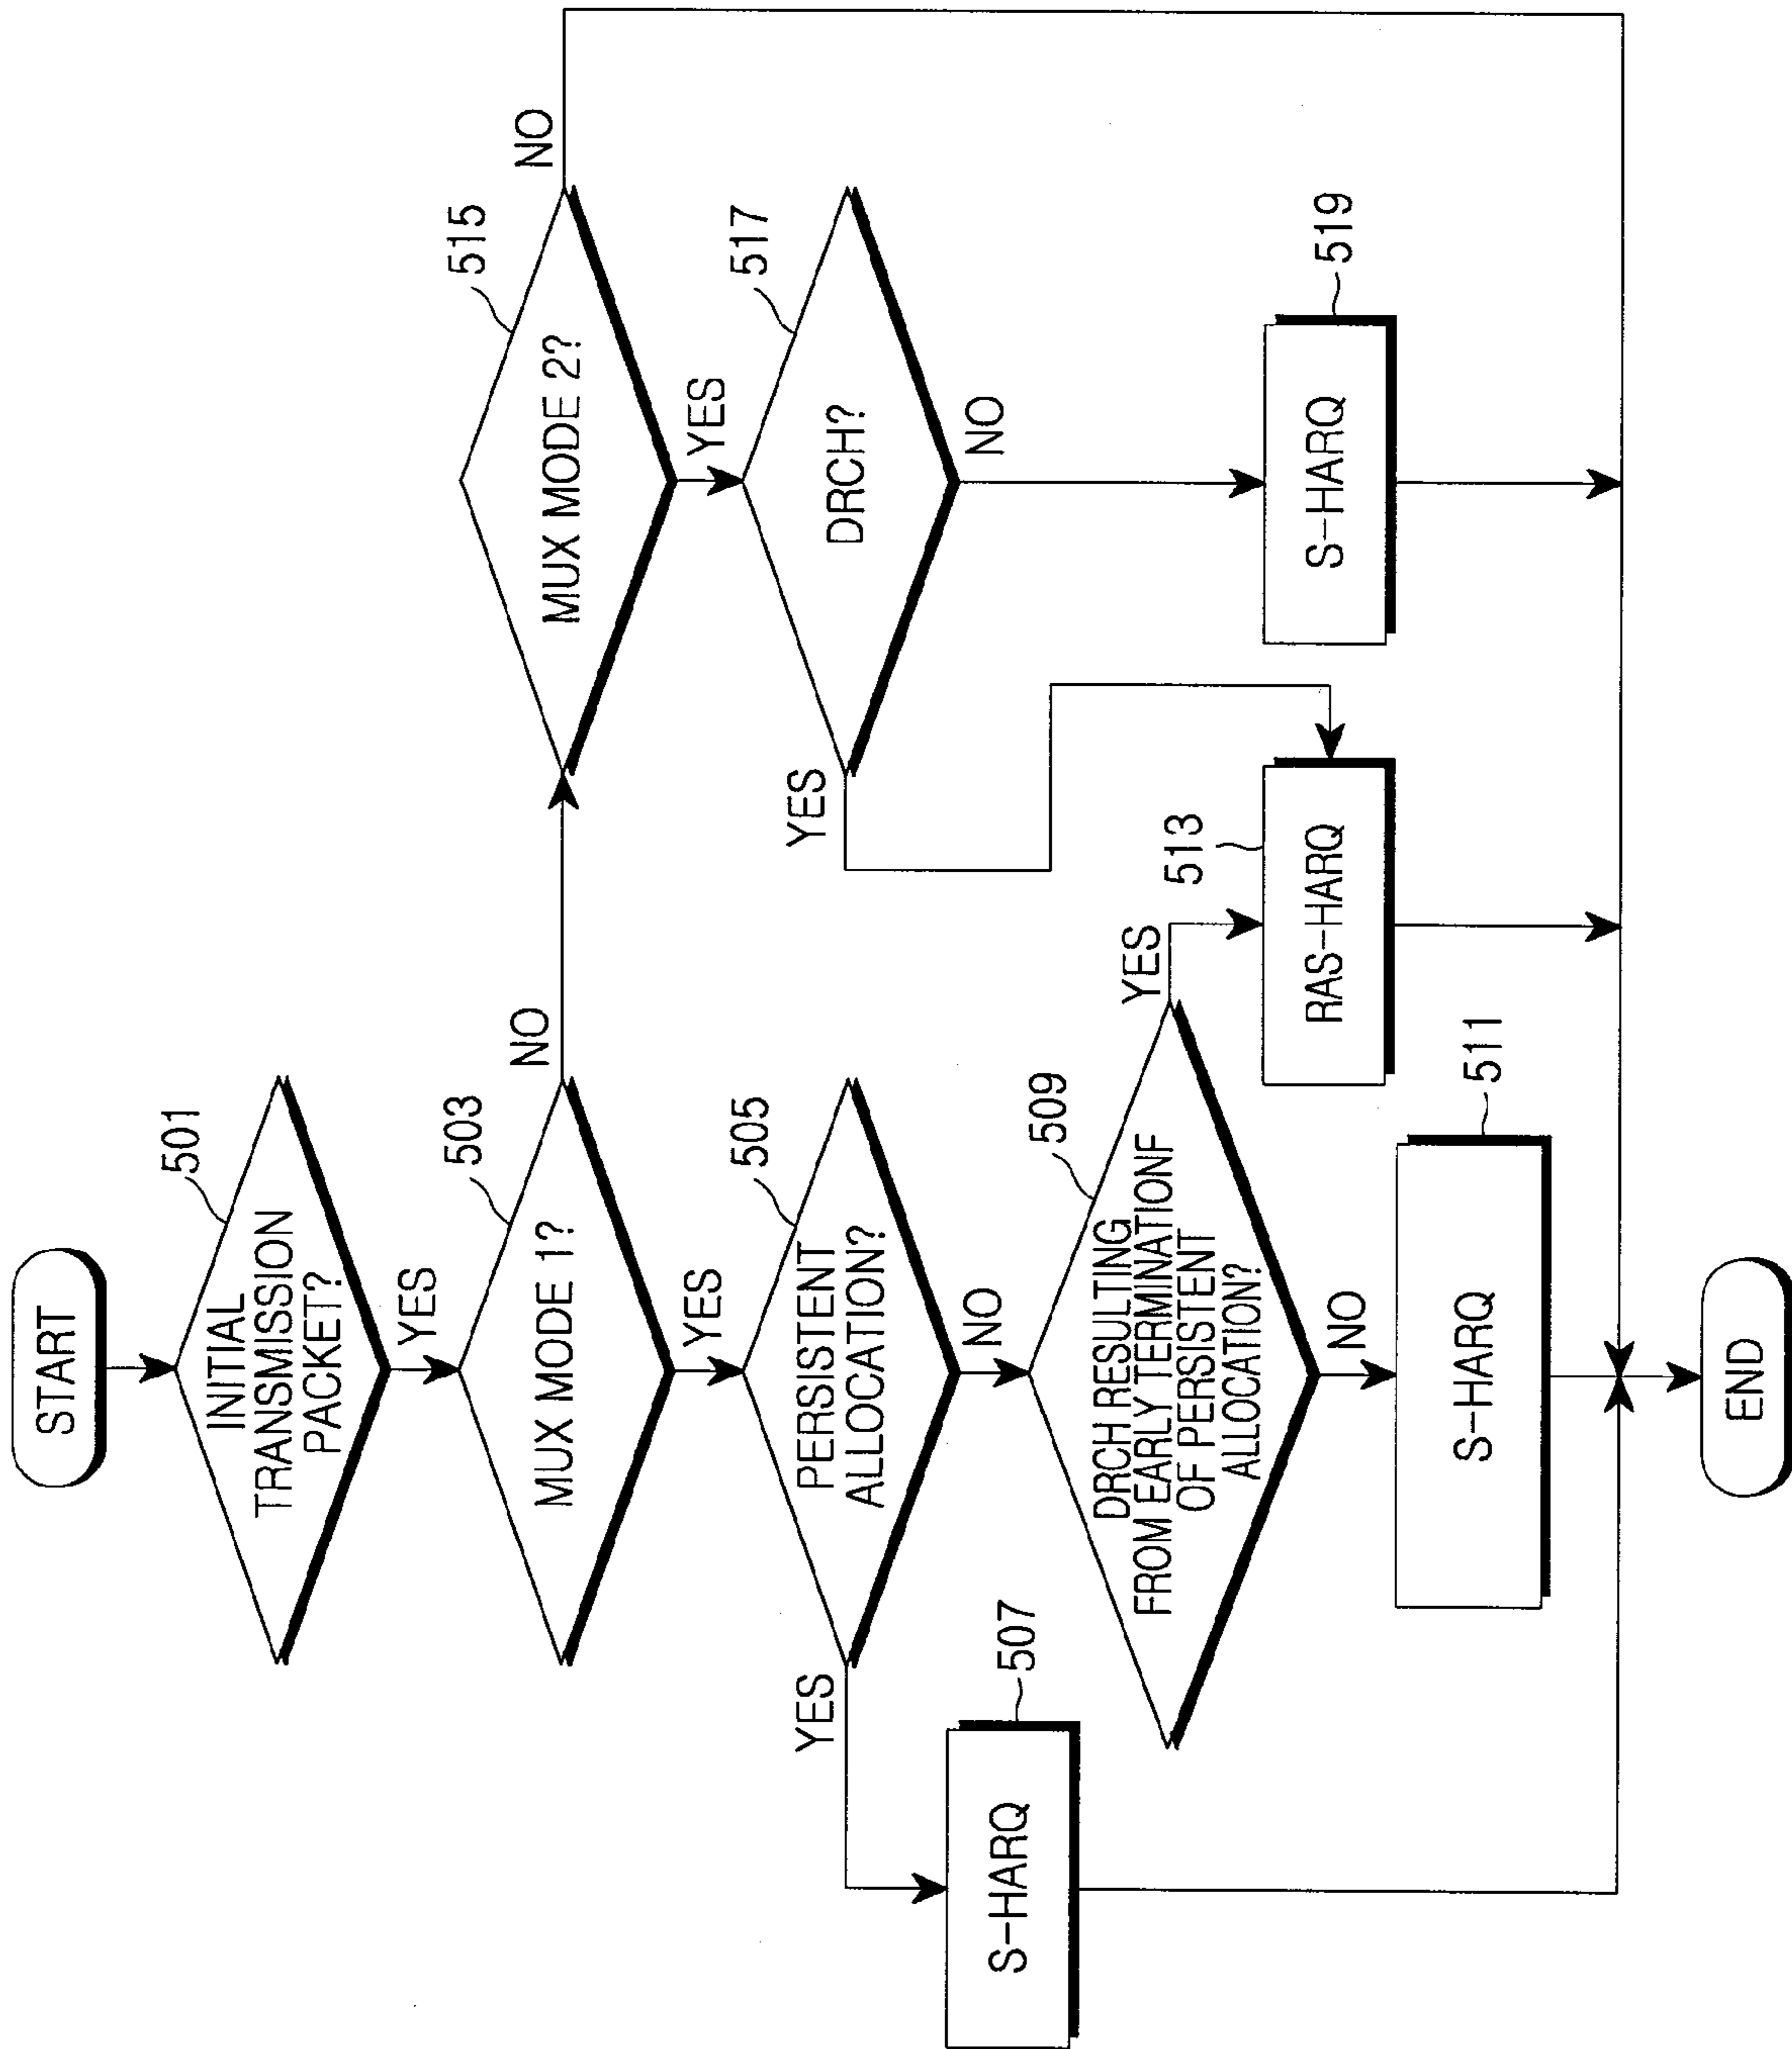 START
501
INITIAL
TRANSMISSION
PACKET?
YES
503
MUX MODE 1?
NO
YES
515
MUX MODE 2?
NO
YES
505
PERSISTENT
ALLOCATION?
YES
NO
517
DRCH?
YES
NO
507
S-HARQ
509
DRCH RESULTING
FROM EARLY TERMINATIONF
OF PERSISTENT
ALLOCATION?
YES
NO
513
RAS-HARQ
519
S-HARQ
511
S-HARQ
END